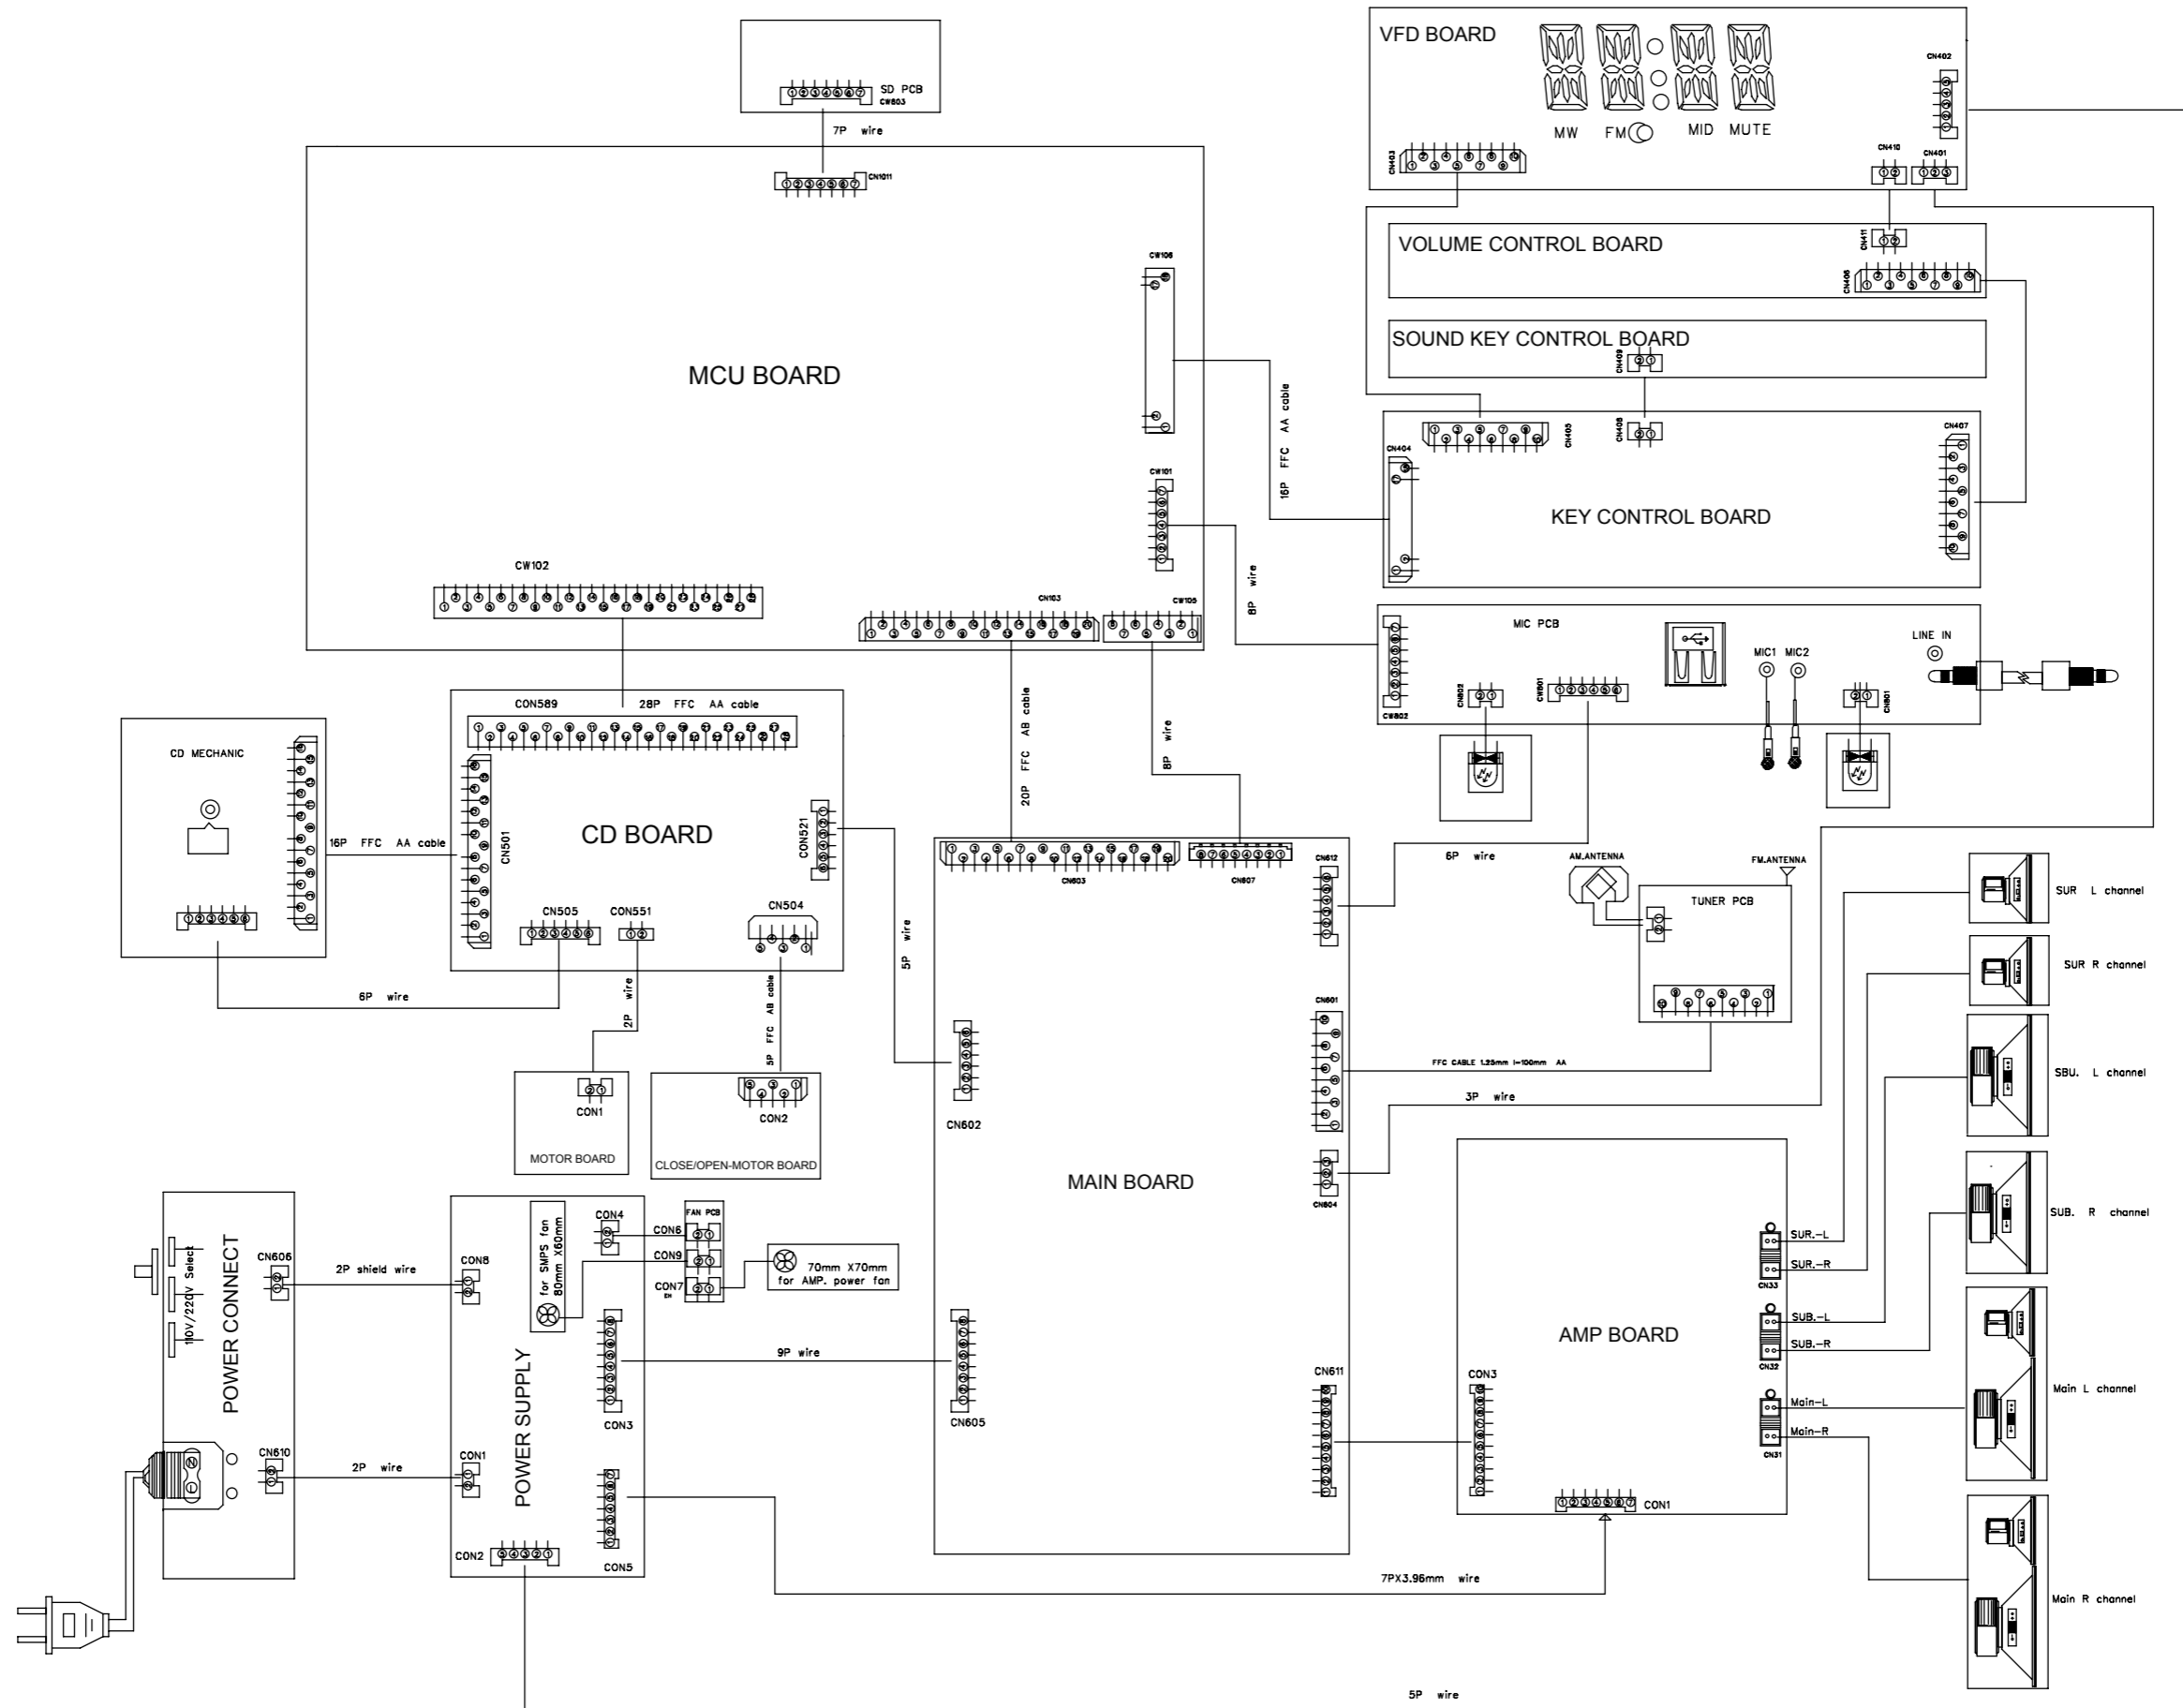 VFD BOARD
CN402
SD PCB
CW603
7P wire
MW FM MID MUTE
CN403
CN410
CN401
CN1011
VOLUME CONTROL BOARD
CN411
CN406
CW106
SOUND KEY CONTROL BOARD
CN409
MCU BOARD
16P FFC AA cable
CN405
CN408
CN407
CN404
CW101
KEY CONTROL BOARD
CW102
8P wire
CN103
CW105
MIC PCB
MIC1 MIC2
LINE IN
CN802
CW801
CN801
CW802
CON589
28P FFC AA cable
CD MECHANIC
20P FFC AB cable
8P wire
CD BOARD
CON521
16P FFC AA cable
CN501
CN603
CN607
CN612
6P wire
AM.ANTENNA
FM.ANTENNA
TUNER PCB
SUR L channel
CN505
CON551
CN504
5P wire
SUR R channel
6P wire
2P wire
5P FFC AB cable
CN601
FFC CABLE 1.25mm l=100mm AA
SBU. L channel
CON1
CON2
3P wire
CN602
MOTOR BOARD
CLOSE/OPEN-MOTOR BOARD
MAIN BOARD
CN604
SUB. R channel
POWER CONNECT
110V/220V Select
CN606
2P shield wire
CON8
for SMPS fan
80mm X60mm
CON4
FAN PCB
CON6
CON9
CON7
70mm X70mm
for AMP. power fan
SUR.-L
SUR.-R
CN33
SUB.-L
SUB.-R
CN32
AMP BOARD
POWER SUPPLY
9P wire
CON3
CN605
CN611
CON3
Main-L
Main-R
CN31
Main L channel
CN610
2P wire
CON1
CON2
CON5
CON1
7PX3.96mm wire
Main R channel
5P wire